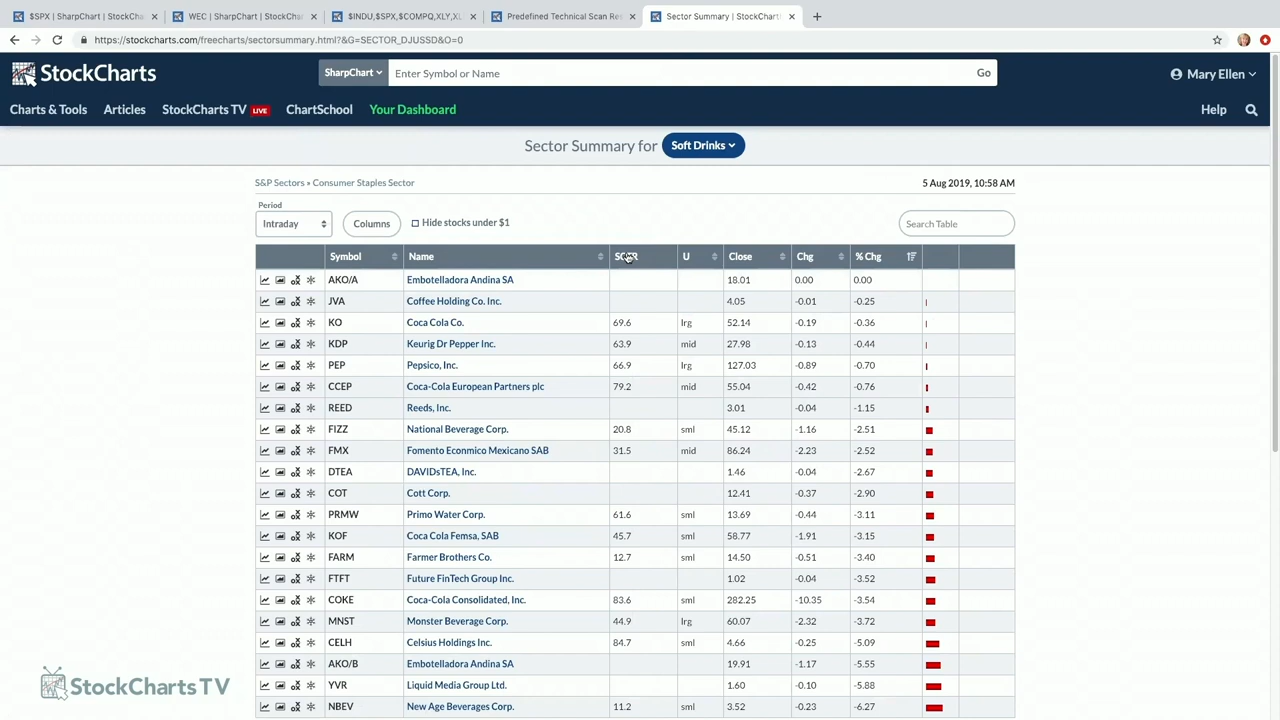 $SPX | SharpChart | StockCha
WEC | SharpChart | StockChar
$INDU,$SPX,$COMPQ,XLY,XL
Predefined Technical Scan Re
Sector Summary | StockChart
https://stockcharts.com/freecharts/sectorsummary.html?&G=SECTOR_DJUSSD&O=0
StockCharts
SharpChart
Enter Symbol or Name
Go
Mary Ellen
Charts & Tools
Articles
StockCharts TV LIVE
ChartSchool
Your Dashboard
Help
Sector Summary for Soft Drinks
S&P Sectors » Consumer Staples Sector
5 Aug 2019, 10:58 AM
Period
Intraday
Columns
Hide stocks under $1
Search Table
Symbol Name U Close Chg % Chg
AKO/A Embotelladora Andina SA 18.01 0.00 0.00
JVA Coffee Holding Co. Inc. 4.05 -0.01 -0.25
KO Coca Cola Co. 69.6 lrg 52.14 -0.19 -0.36
KDP Keurig Dr Pepper Inc. 63.9 mid 27.98 -0.13 -0.44
PEP Pepsico, Inc. 66.9 lrg 127.03 -0.89 -0.70
CCEP Coca-Cola European Partners plc 79.2 mid 55.04 -0.42 -0.76
REED Reeds, Inc. 3.01 -0.04 -1.15
FIZZ National Beverage Corp. 20.8 sml 45.12 -1.16 -2.51
FMX Fomento Econmico Mexicano SAB 31.5 mid 86.24 -2.23 -2.52
DTEA DAVIDsTEA, Inc. 1.46 -0.04 -2.67
COT Cott Corp. 12.41 -0.37 -2.90
PRMW Primo Water Corp. 61.6 sml 13.69 -0.44 -3.11
KOF Coca Cola Femsa, SAB 45.7 sml 58.77 -1.91 -3.15
FARM Farmer Brothers Co. 12.7 sml 14.50 -0.51 -3.40
FTFT Future FinTech Group Inc. 1.02 -0.04 -3.52
COKE Coca-Cola Consolidated, Inc. 83.6 sml 282.25 -10.35 -3.54
MNST Monster Beverage Corp. 44.9 lrg 60.07 -2.32 -3.72
CELH Celsius Holdings Inc. 84.7 sml 4.66 -0.25 -5.09
AKO/B Embotelladora Andina SA 19.91 -1.17 -5.55
YVR Liquid Media Group Ltd. 1.60 -0.10 -5.88
NBEV New Age Beverages Corp. 11.2 sml 3.52 -0.23 -6.27
StockCharts TV